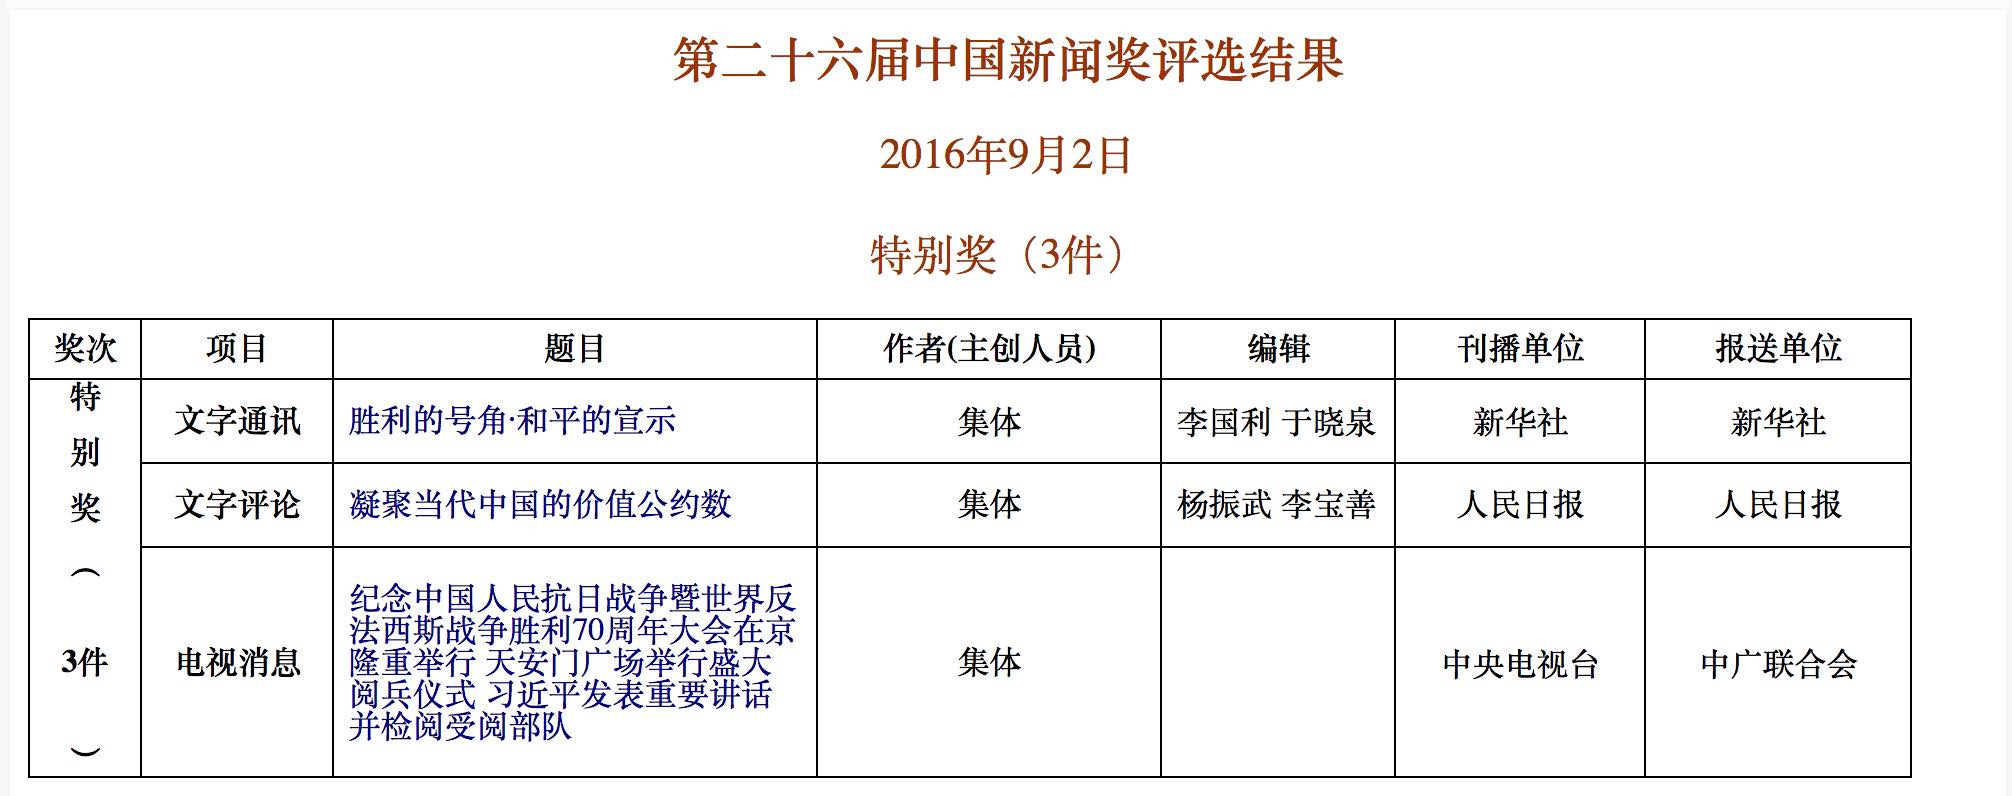 第二十六届中国新闻奖评选结果
2016年9月2日
特别奖（3件）
奖次 项目 题目 作者(主创人员) 编辑 刊播单位 报送单位
特别奖（3件）
文字通讯 胜利的号角·和平的宣示 集体 李国利 于晓泉 新华社 新华社
文字评论 凝聚当代中国的价值公约数 集体 杨振武 李宝善 人民日报 人民日报
电视消息
纪念中国人民抗日战争暨世界反
法西斯战争胜利70周年大会在京
隆重举行 天安门广场举行盛大
阅兵仪式 习近平发表重要讲话
并检阅受阅部队
集体 中央电视台 中广联合会